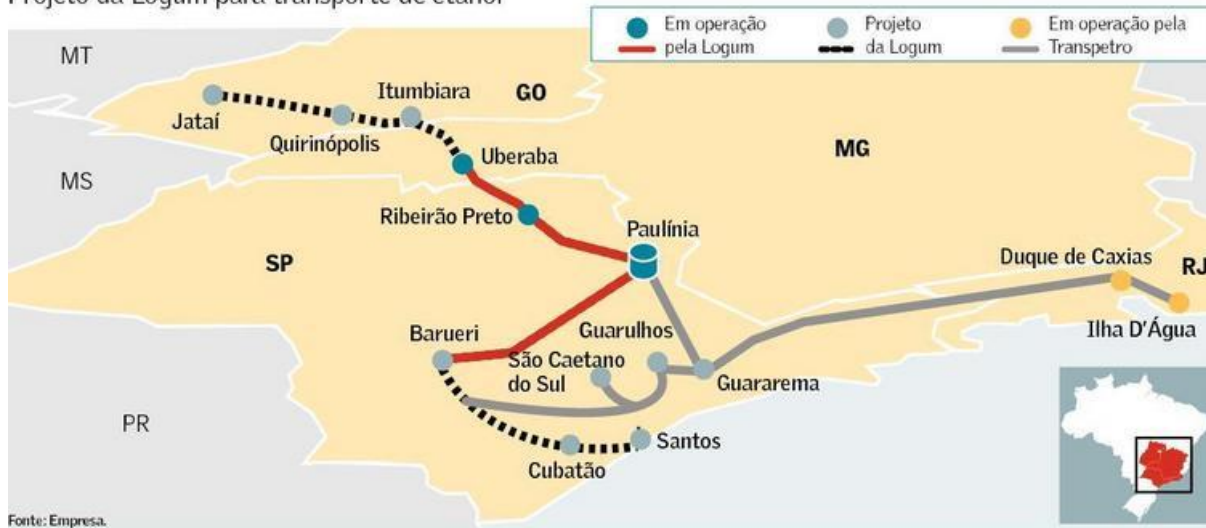 Projeto da Logum para transporte de etanol
Em operação
pela Logum
Projeto
da Logum
Em operação pela
Transpetro
MT
GO
Itumbiara
Jataí
Quirinópolis
MG
Uberaba
MS
Ribeirão Preto
Paulínia
SP
Duque de Caxias
RJ
Ilha D'Água
Barueri
Guarulhos
São Caetano
do Sul
Guararema
PR
Santos
Cubatão
Fonte: Empresa.